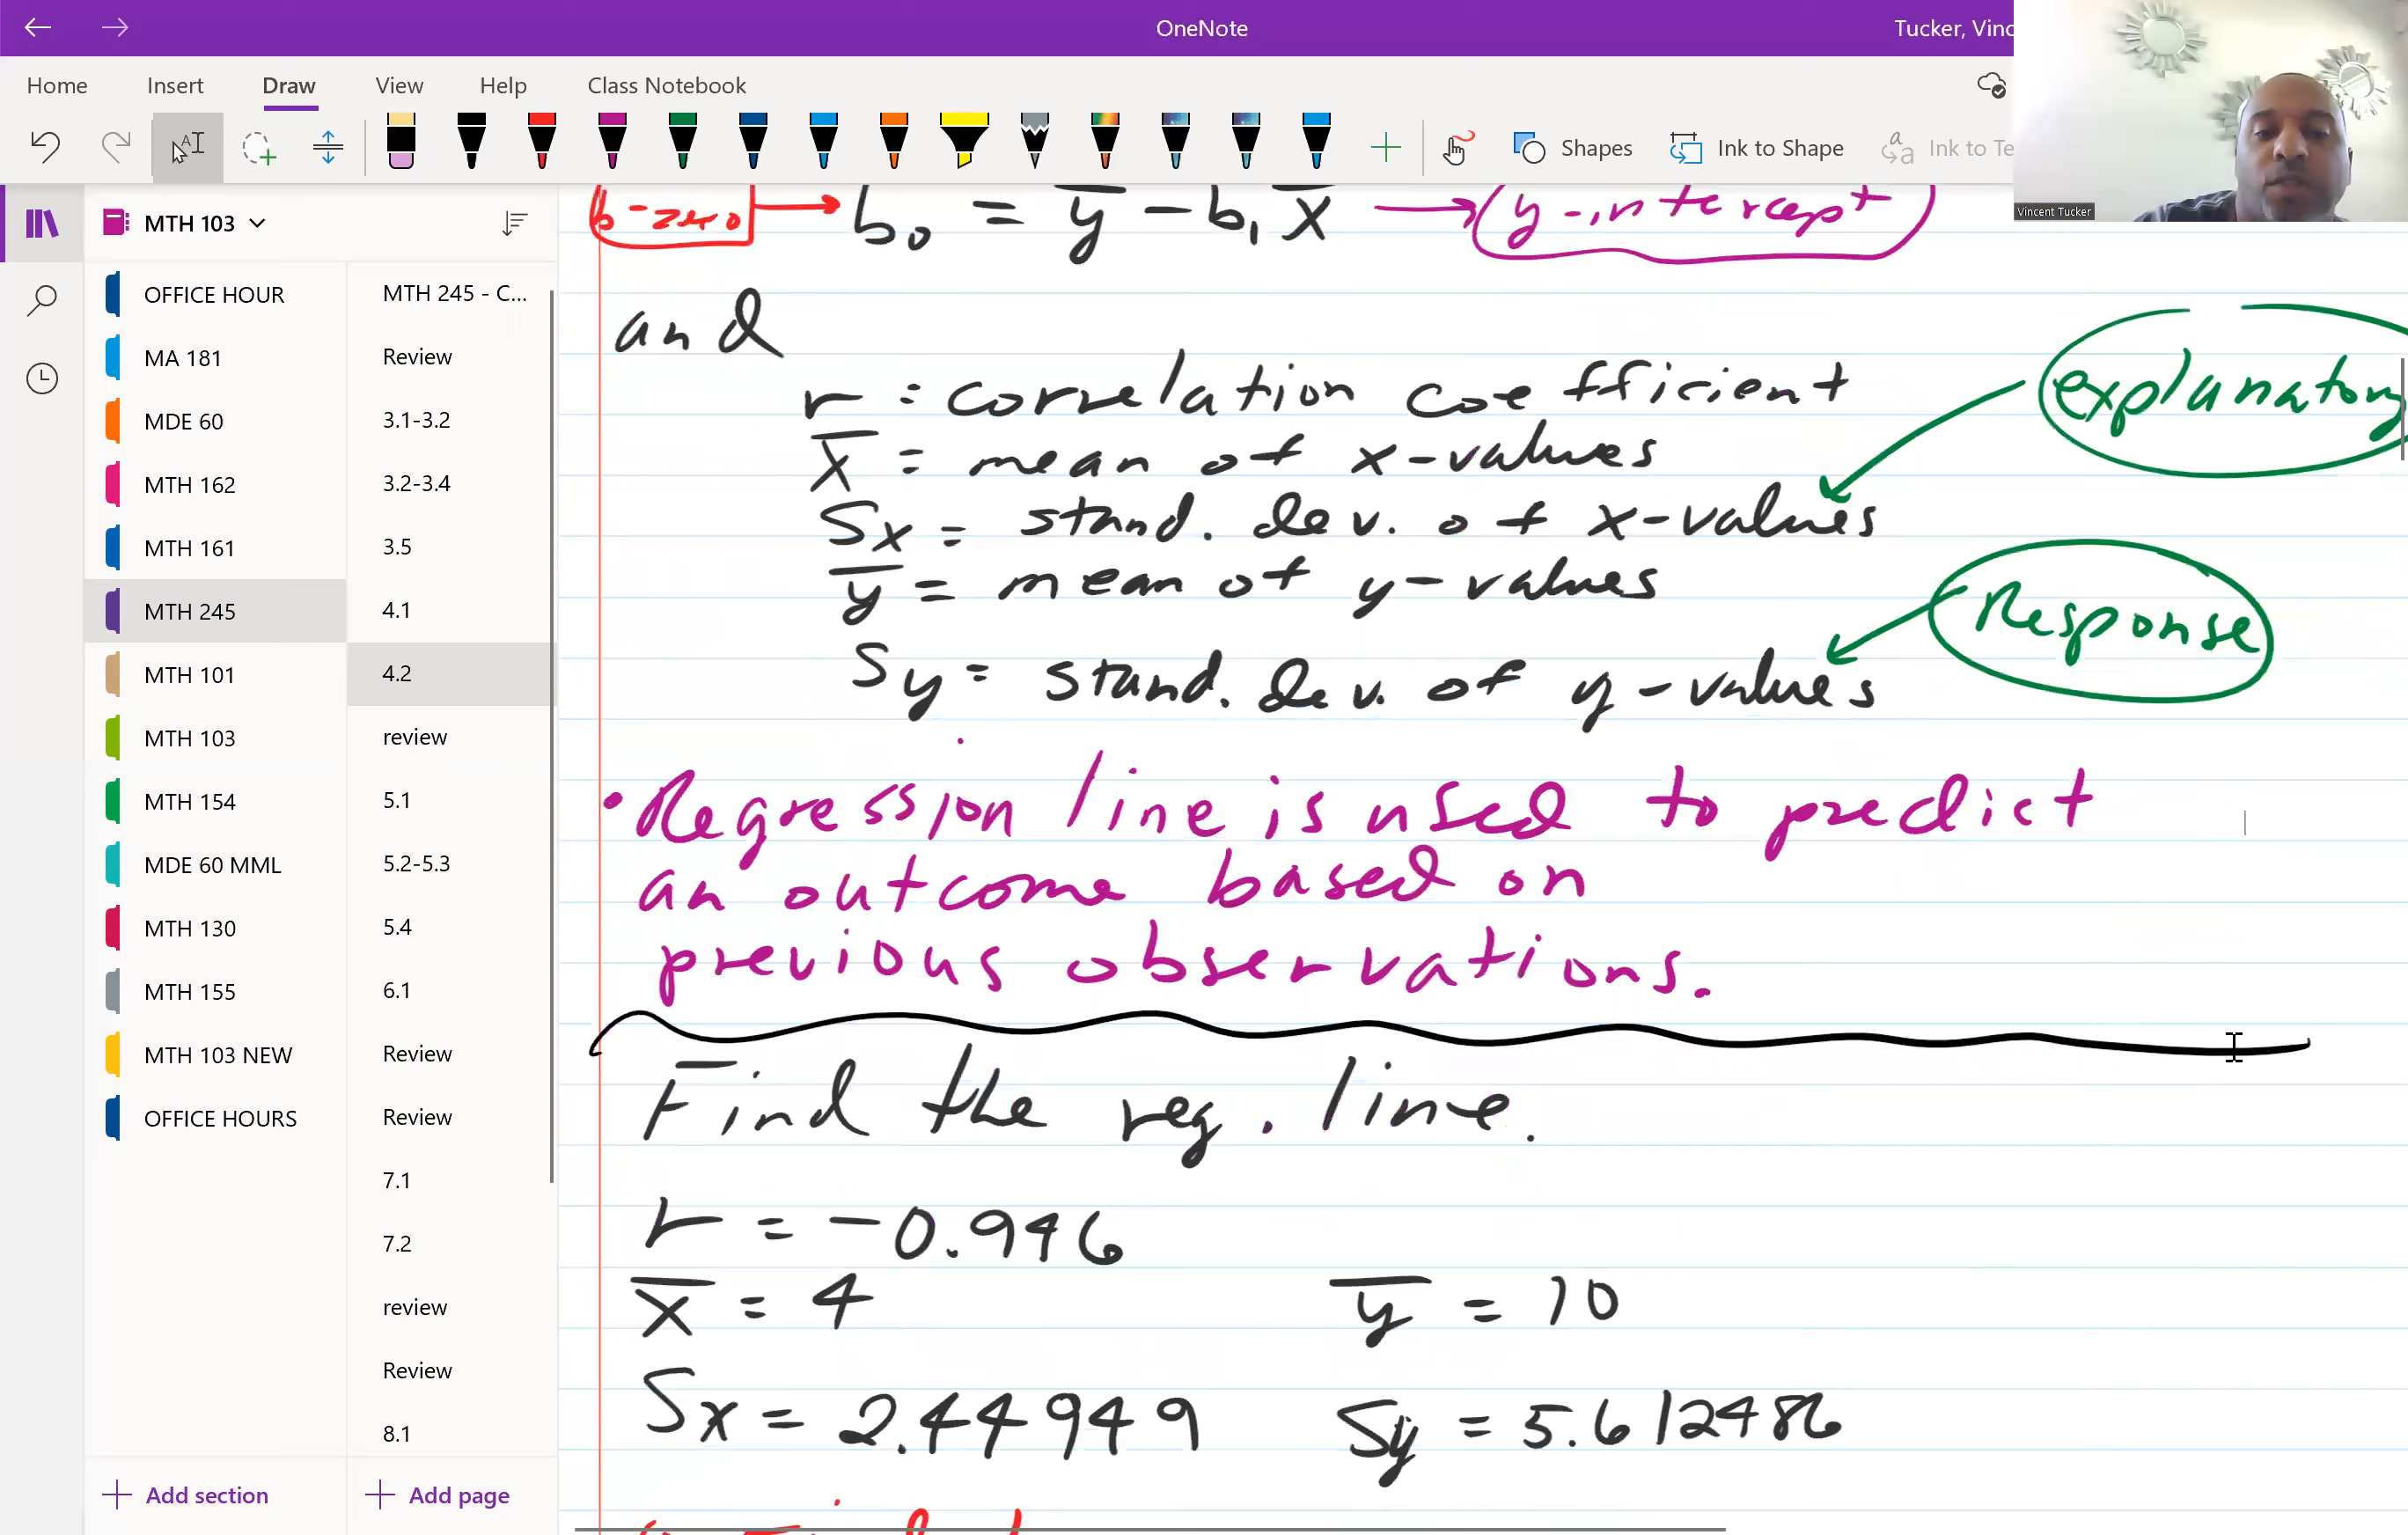 OneNote
Tucker, Vinc
Home Insert Draw View Help Class Notebook
Shapes Ink to Shape Ink to Te
Vincent Tucker
MTH 103
OFFICE HOUR
MA 181
MDE 60
MTH 162
MTH 161
MTH 245
MTH 101
MTH 103
MTH 154
MDE 60 MML
MTH 130
MTH 155
MTH 103 NEW
OFFICE HOURS
Add section
MTH 245 - C...
Review
3.1-3.2
3.2-3.4
3.5
4.1
4.2
review
5.1
5.2-5.3
5.4
6.1
Review
Review
7.1
7.2
review
Review
8.1
Add page
b-zero → b₀ = y̅ - b₁x̅ → y-intercept
and
r = correlation coefficient
explanatory
x̅ = mean of x-values
Sx = stand. dev. of x-values
y̅ = mean of y-values
Response
Sy = stand. dev. of y-values
• Regression line is used to predict
an outcome based on
previous observations.
Find the reg. line.
r = -0.946
x̅ = 4 y̅ = 10
Sx = 2.44949 Sy = 5.612486